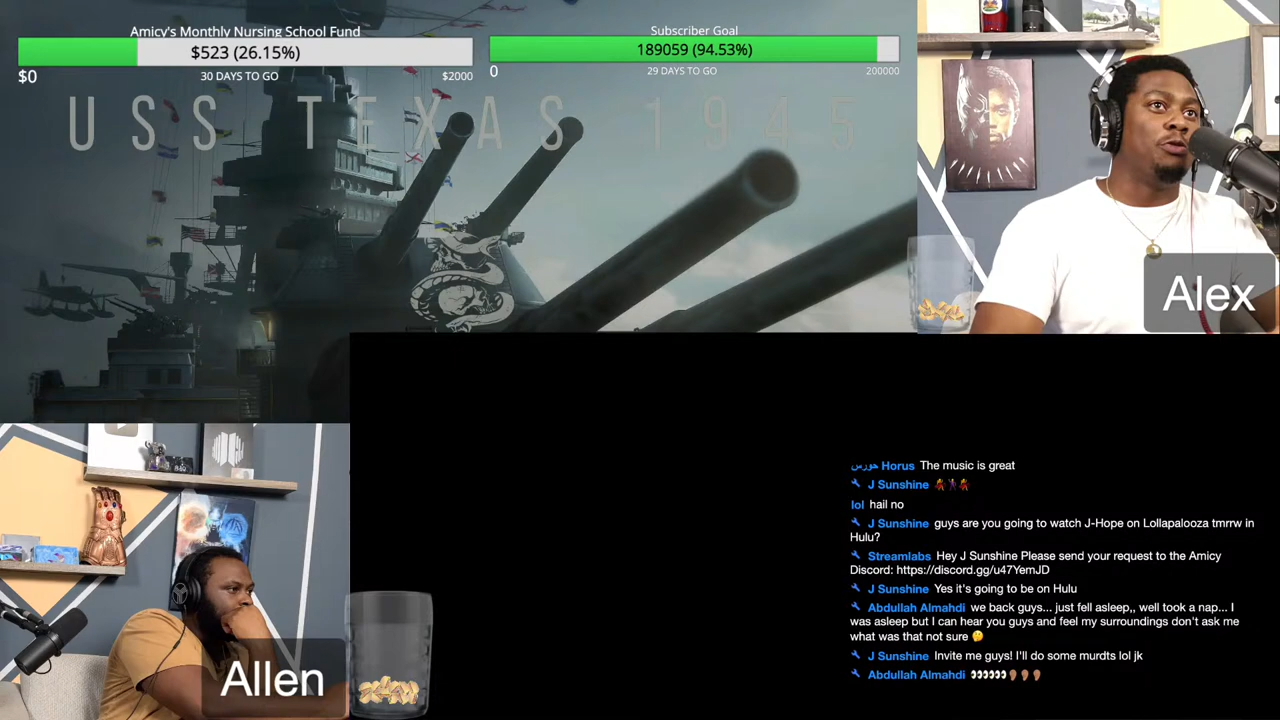 Amicy's Monthly Nursing School Fund
$523 (26.15%)
$0
30 DAYS TO GO
$2000
Subscriber Goal
189059 (94.53%)
0
29 DAYS TO GO
200000
USS TEXAS 1945
Alex
Allen
حورس Horus The music is great
J Sunshine 💃🕺💃
lol hail no
J Sunshine guys are you going to watch J-Hope on Lollapalooza tmrrw in
Hulu?
Streamlabs Hey J Sunshine Please send your request to the Amicy
Discord: https://discord.gg/u47YemJD
J Sunshine Yes it's going to be on Hulu
Abdullah Almahdi we back guys... just fell asleep,, well took a nap... I
was asleep but I can hear you guys and feel my surroundings don't ask me
what was that not sure 🤔
J Sunshine Invite me guys! I'll do some murdts lol jk
Abdullah Almahdi 👀👀👀👂🏾👂🏾👂🏾